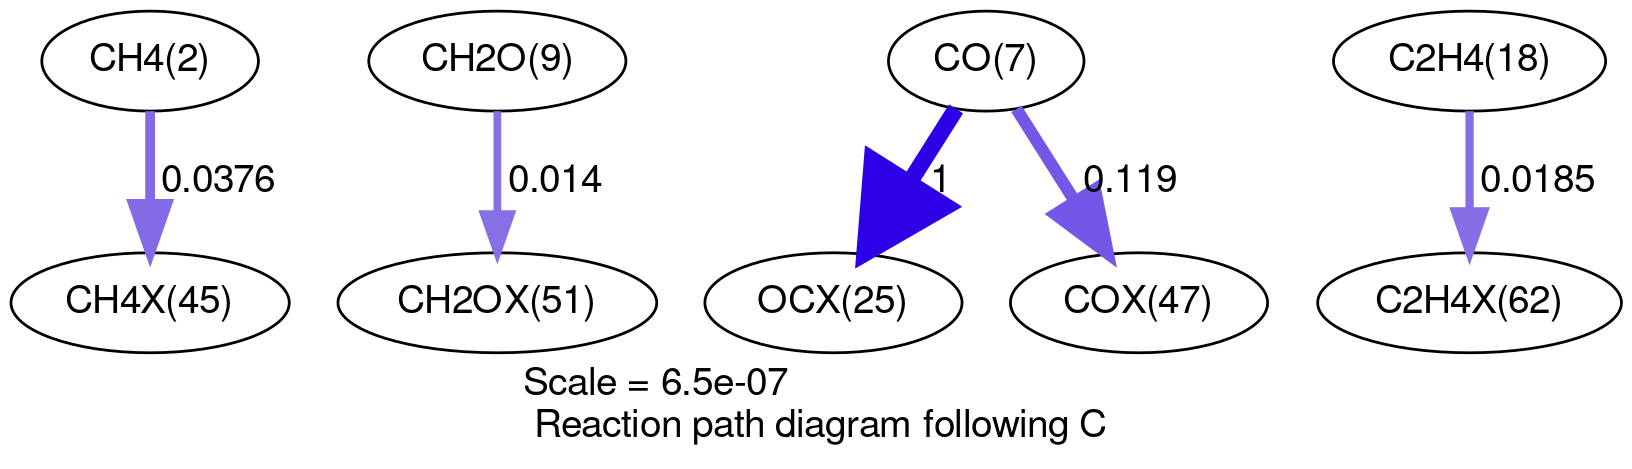 CH4(2)
CH2O(9)
CO(7)
C2H4(18)
0.0376
0.014
1
0.119
0.0185
CH4X(45)
CH2OX(51)
OCX(25)
COX(47)
C2H4X(62)
Scale = 6.5e-07
Reaction path diagram following C